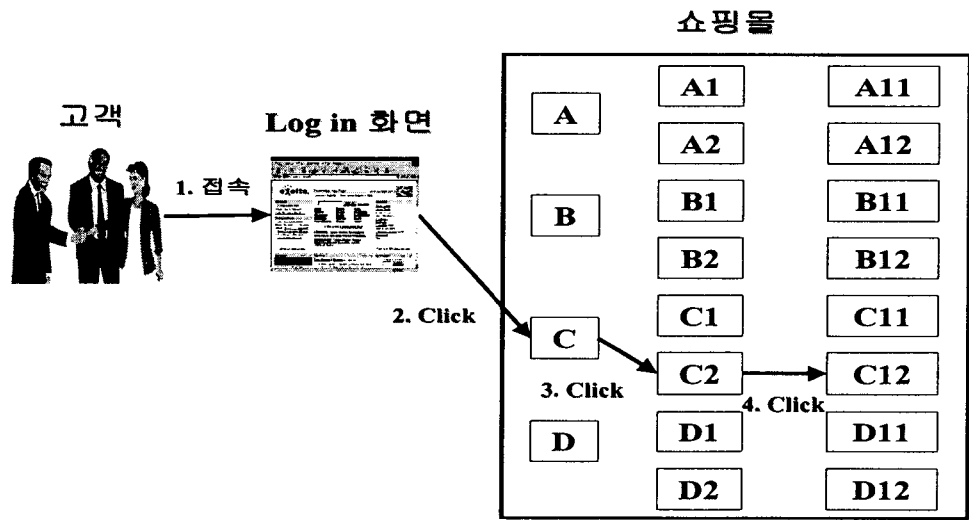 쇼핑몰
고객
Log in 화면
1. 접속
2. Click
3. Click
4. Click
A
B
C
D
A1
A2
B1
B2
C1
C2
D1
D2
A11
A12
B11
B12
C11
C12
D11
D12